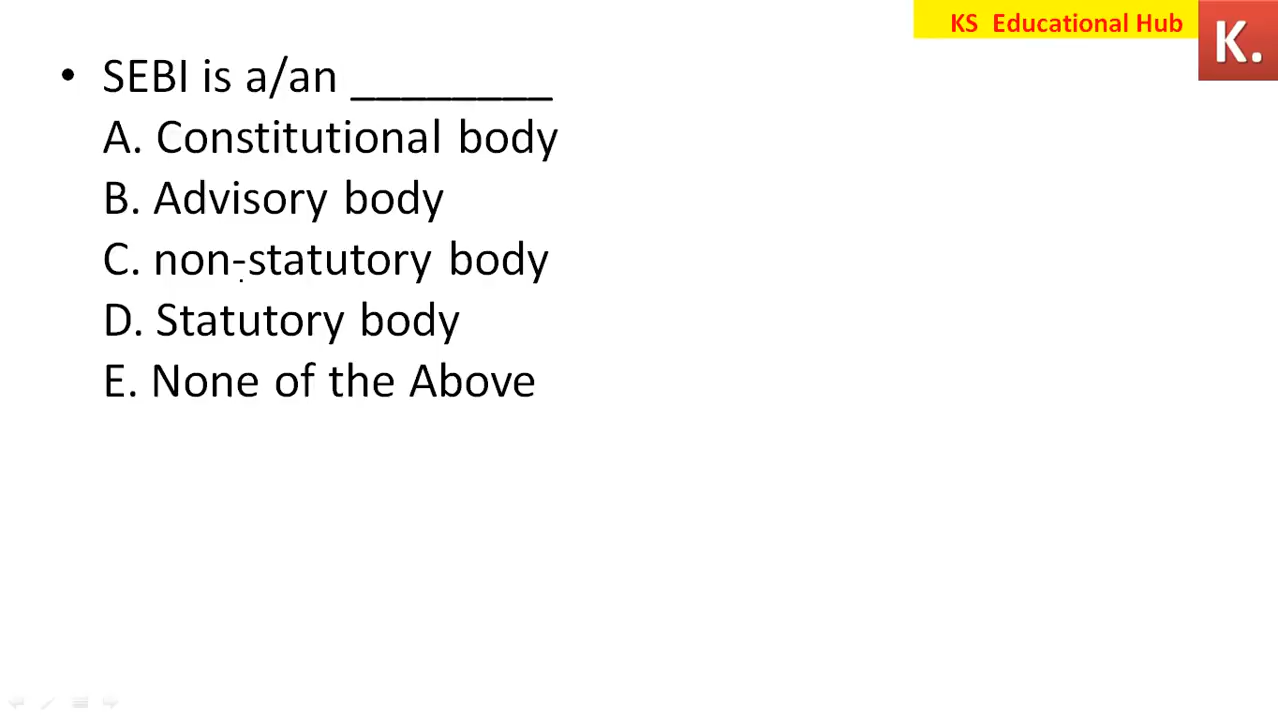 KS Educational Hub
K.
• SEBI is a/an ________
A. Constitutional body
B. Advisory body
C. non-statutory body
D. Statutory body
E. None of the Above